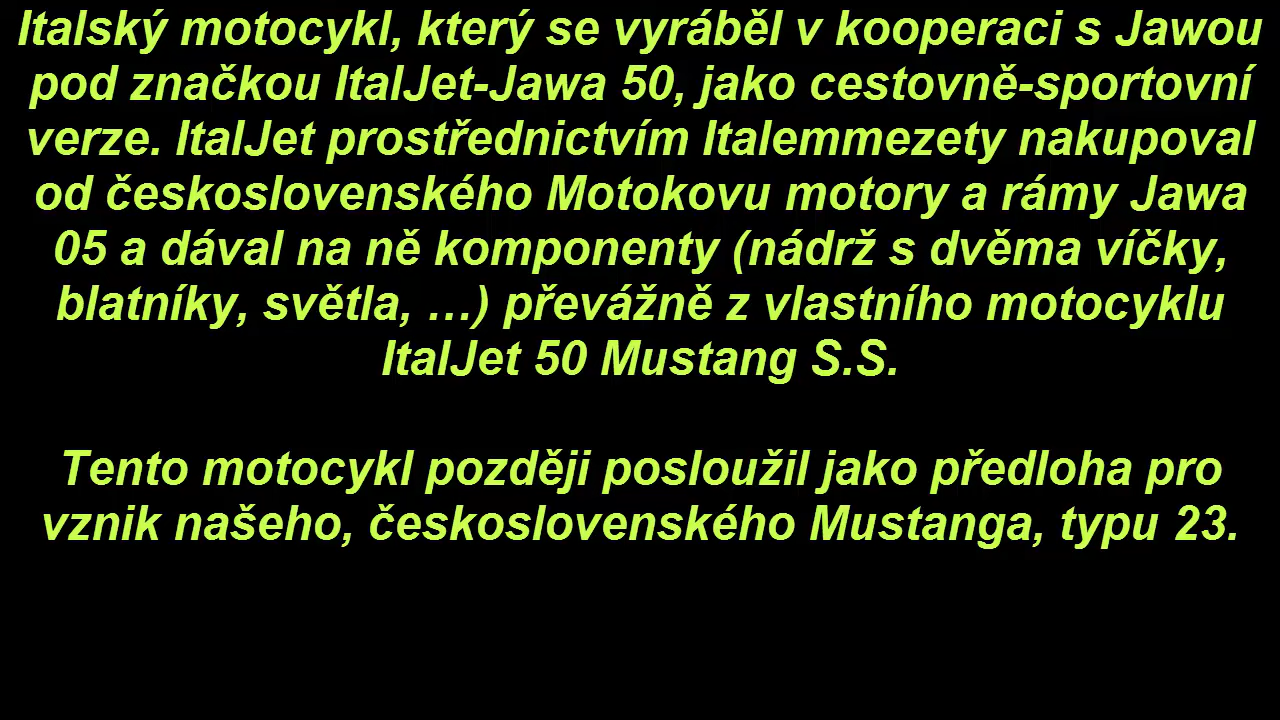 Italský motocykl, který se vyráběl v kooperaci s Jawou
pod značkou ItalJet-Jawa 50, jako cestovně-sportovní
verze. ItalJet prostřednictvím Italemmezety nakupoval
od československého Motokovu motory a rámy Jawa
05 a dával na ně komponenty (nádrž s dvěma víčky,
blatníky, světla, …) převážně z vlastního motocyklu
ItalJet 50 Mustang S.S.
Tento motocykl později posloužil jako předloha pro
vznik našeho, československého Mustanga, typu 23.